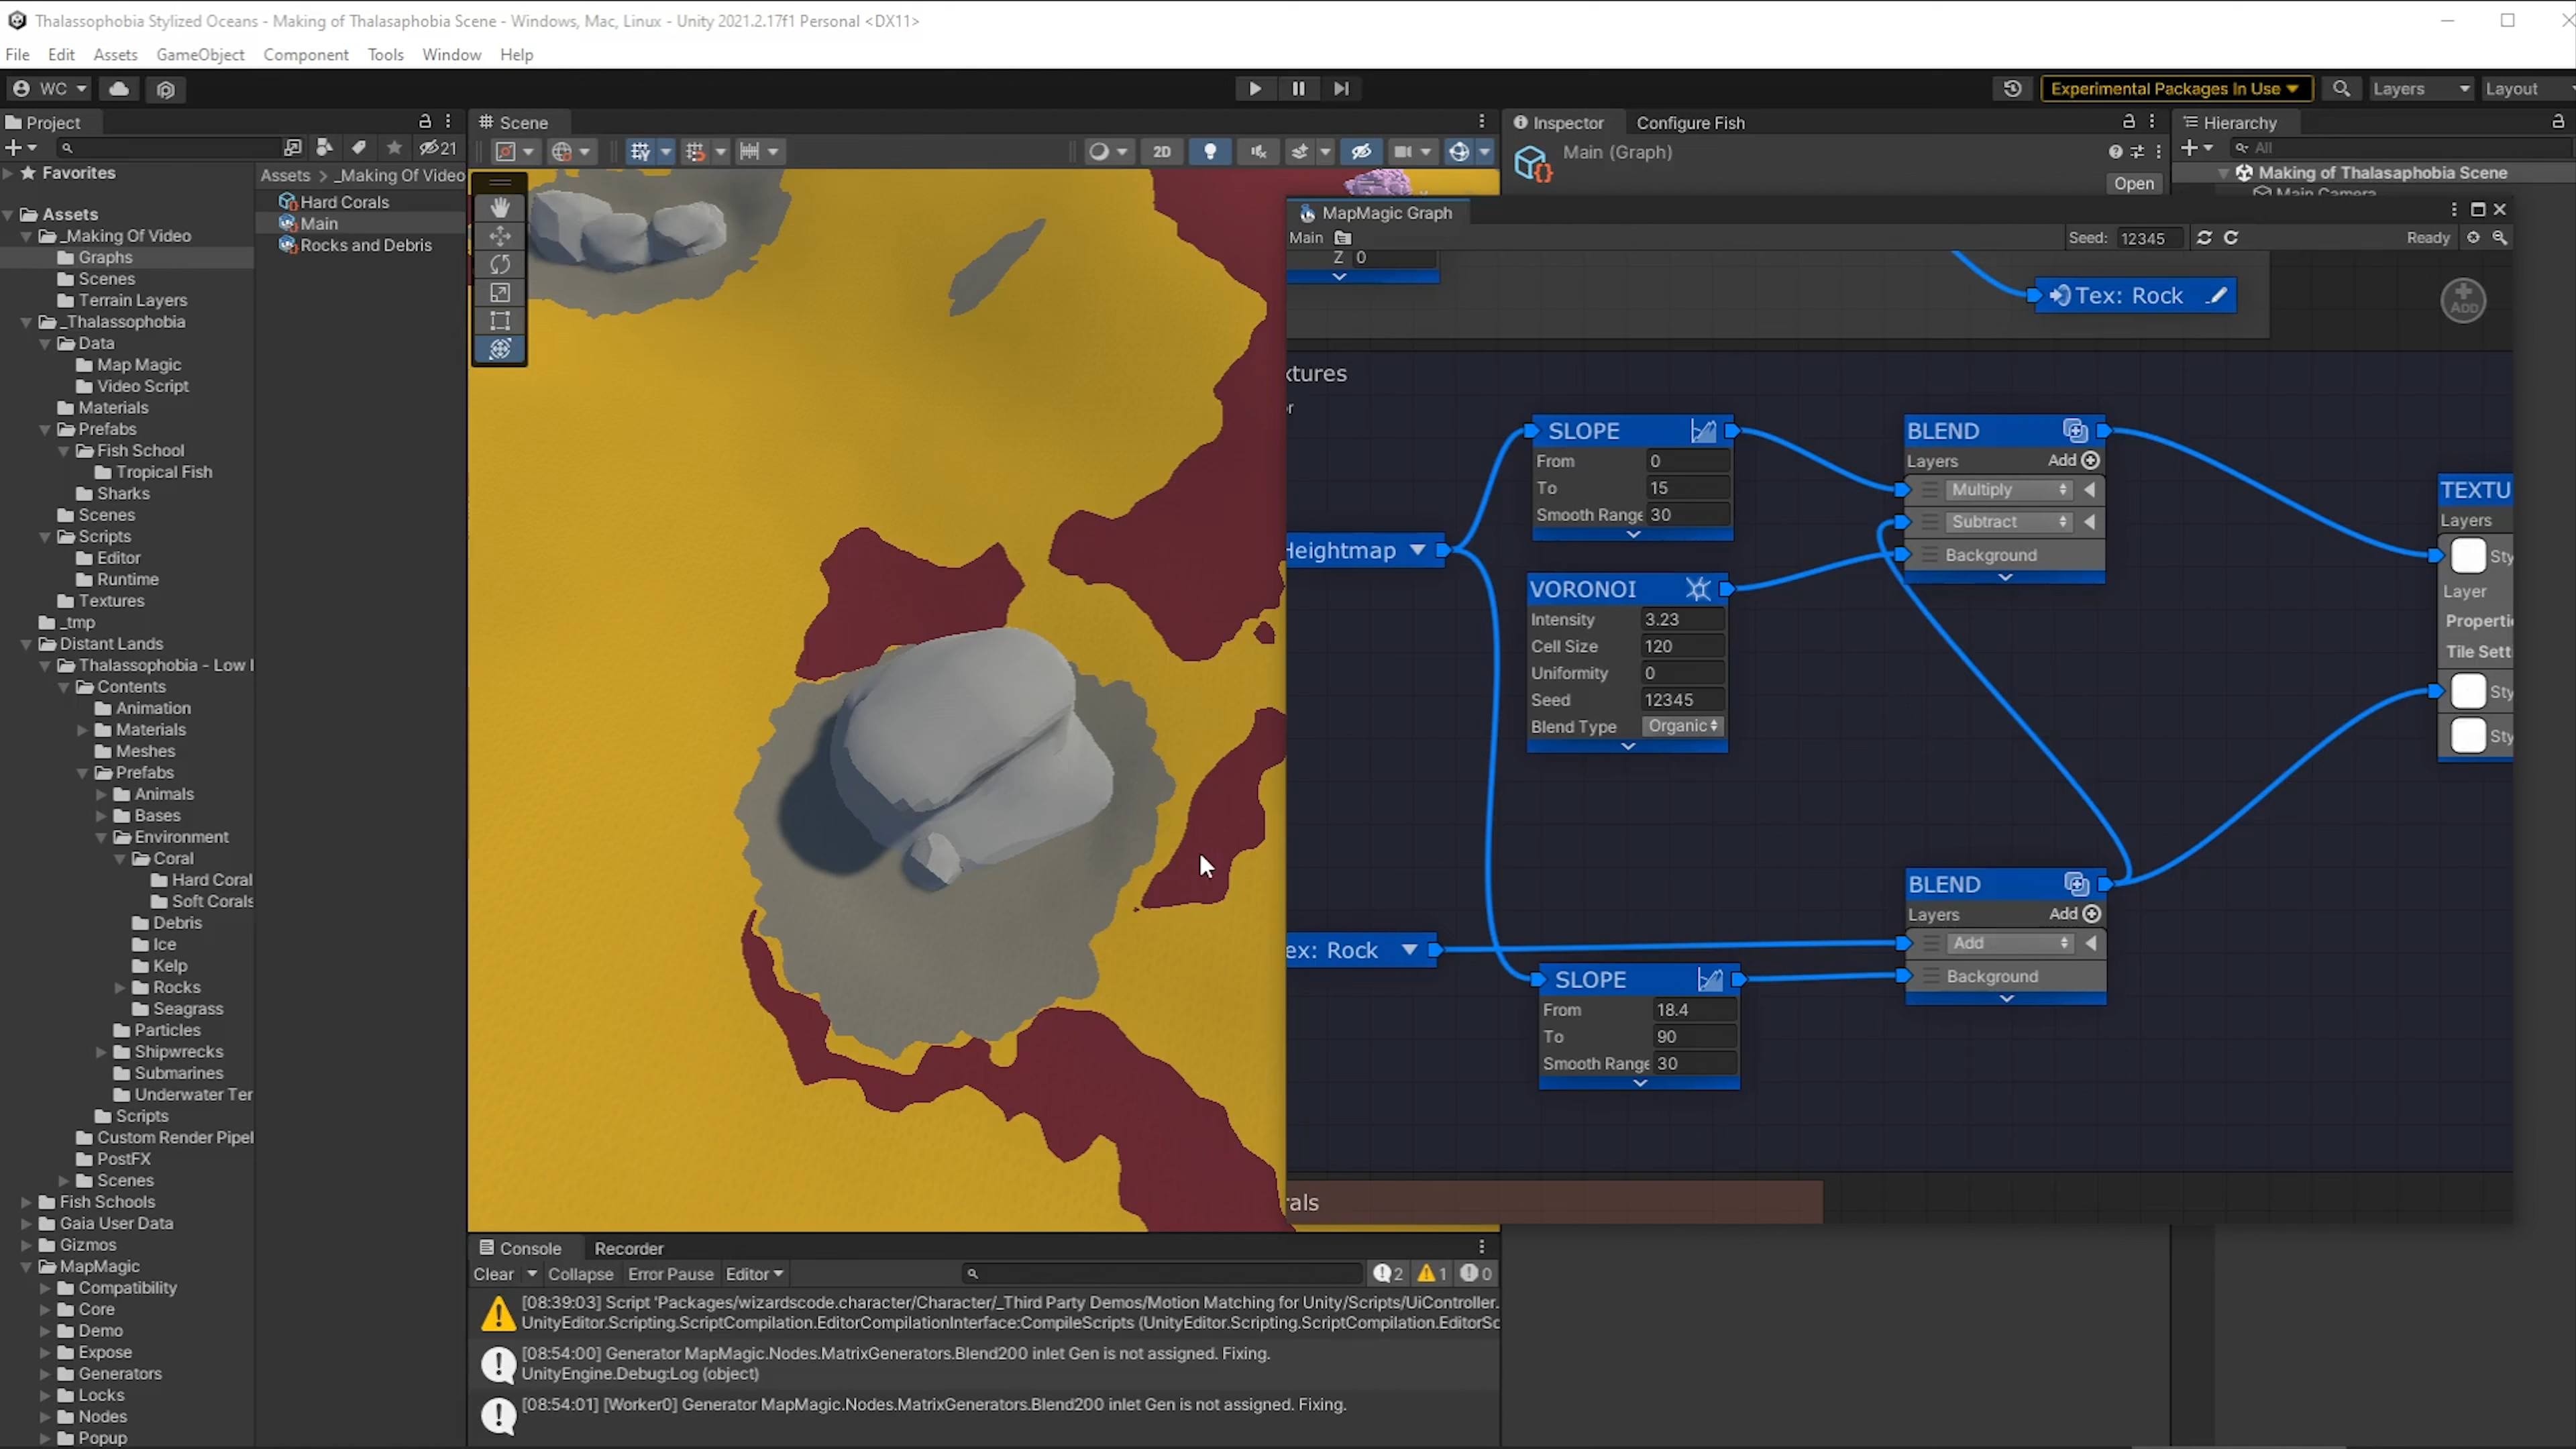 Thalassophobia Stylized Oceans - Making of Thalasaphobia Scene - Windows, Mac, Linux - Unity 2021.2.17f1 Personal <DX11>
File Edit Assets GameObject Component Tools Window Help
WC Experimental Packages In Use Layers Layout
Project
21
Favorites
Assets
_Making Of Video
Graphs
Scenes
Terrain Layers
_Thalassophobia
Data
Map Magic
Video Script
Materials
Prefabs
Fish School
Tropical Fish
Sharks
Scenes
Scripts
Editor
Runtime
Textures
_tmp
Distant Lands
Thalassophobia - Low
Contents
Animation
Materials
Meshes
Prefabs
Animals
Bases
Environment
Coral
Hard Coral
Soft Corals
Debris
Ice
Kelp
Rocks
Seagrass
Particles
Shipwrecks
Submarines
Underwater Ter
Scripts
Custom Render Pipel
PostFX
Scenes
Fish Schools
Gaia User Data
Gizmos
MapMagic
Compatibility
Core
Demo
Expose
Generators
Locks
Nodes
Popup
Assets > _Making Of Video
Hard Corals
Main
Rocks and Debris
Scene
2D
Inspector Configure Fish
Main (Graph)
Open
Hierarchy
All
Making of Thalasaphobia Scene
Main Camera
MapMagic Graph
Main Seed: 12345 Ready
Z 0
Tex: Rock
ADD
xtures
or
Heightmap
SLOPE
From 0
To 15
Smooth Range 30
VORONOI
Intensity 3.23
Cell Size 120
Uniformity 0
Seed 12345
Blend Type Organic
BLEND
Layers Add
Multiply
Subtract
Background
TEXTU
Layers
Sty
Layer
Properti
Tile Sett
Sty
Sty
ex: Rock
SLOPE
From 18.4
To 90
Smooth Range 30
BLEND
Layers Add
Add
Background
rals
Console Recorder
Clear Collapse Error Pause Editor 2 1 0
[08:39:03] Script 'Packages/wizardscode.character/Character/_Third Party Demos/Motion Matching for Unity/Scripts/UiController.
UnityEditor.Scripting.ScriptCompilation.EditorCompilationInterface:CompileScripts (UnityEditor.Scripting.ScriptCompilation.EditorSc
[08:54:00] Generator MapMagic.Nodes.MatrixGenerators.Blend200 inlet Gen is not assigned. Fixing.
UnityEngine.Debug:Log (object)
[08:54:01] [Worker0] Generator MapMagic.Nodes.MatrixGenerators.Blend200 inlet Gen is not assigned. Fixing.